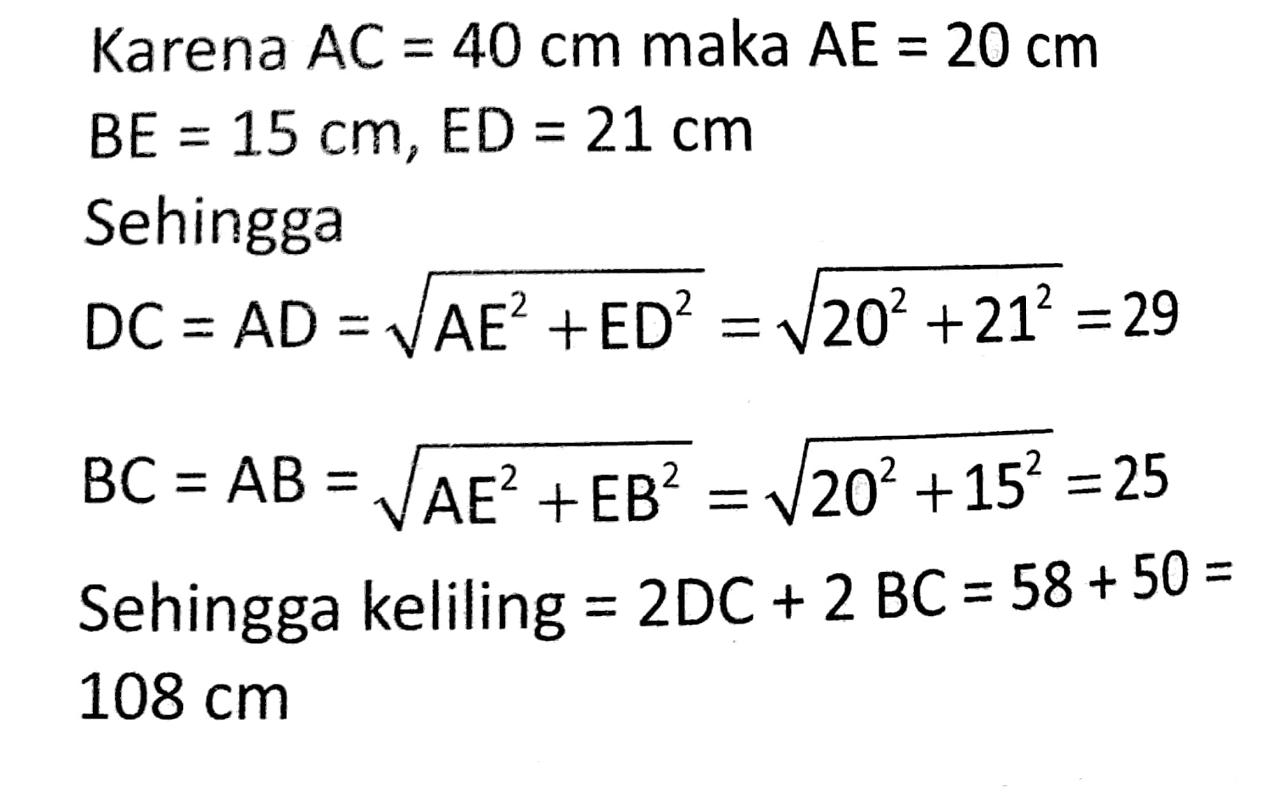 Karena AC = 40 cm maka AE = 20 cm
BE = 15 cm, ED = 21 cm
Sehingga
DC = AD = √(AE² + ED²) = √(20² + 21²) = 29
BC = AB = √(AE² + EB²) = √(20² + 15²) = 25
Sehingga keliling = 2DC + 2 BC = 58 + 50 =
108 cm